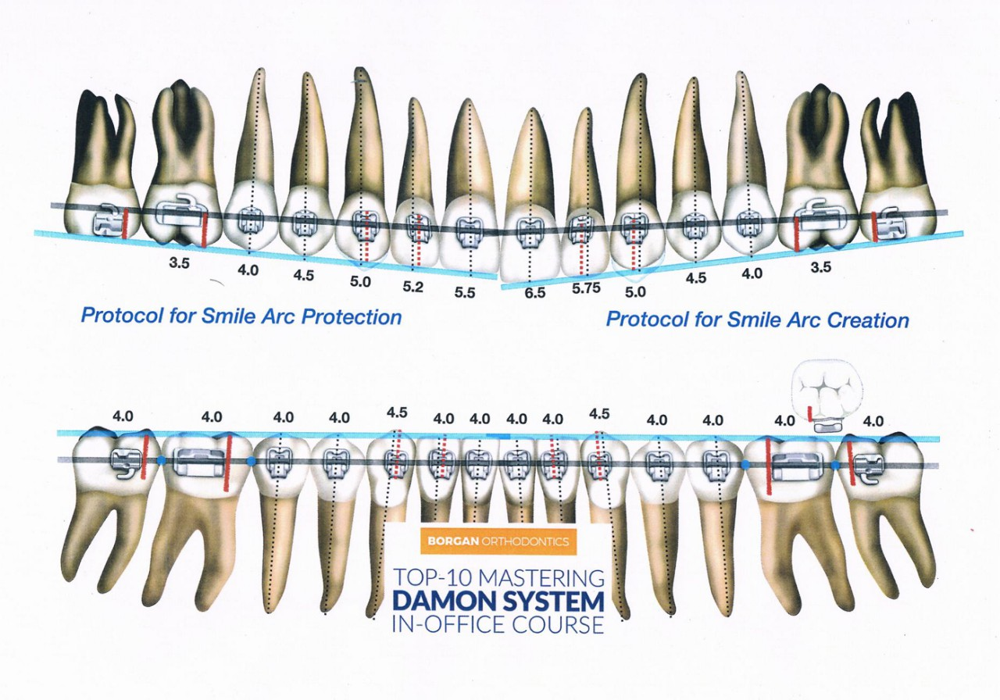 3.5 4.0 4.5 5.0 5.2 5.5 6.5 5.75 5.0 4.5 4.0 3.5
Protocol for Smile Arc Protection
Protocol for Smile Arc Creation
4.0 4.0 4.0 4.0 4.5 4.0 4.0 4.0 4.0 4.5 4.0 4.0 4.0 4.0
BORGAN ORTHODONTICS
TOP-10 MASTERING
DAMON SYSTEM
IN-OFFICE COURSE